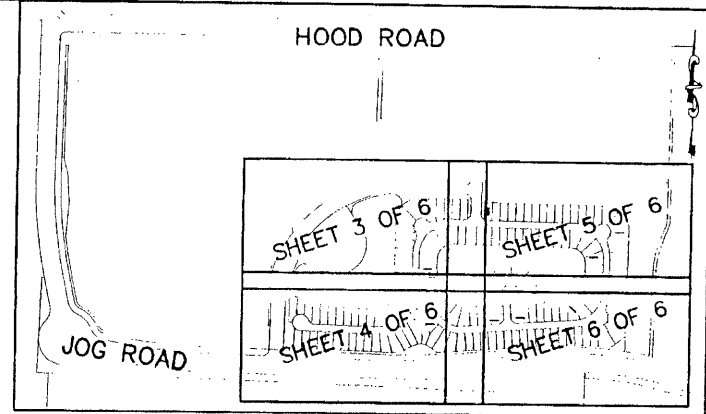 HOOD ROAD
SHEET 3 OF 6
SHEET 5 OF 6
SHEET 4 OF 6
SHEET 6 OF 6
JOG ROAD